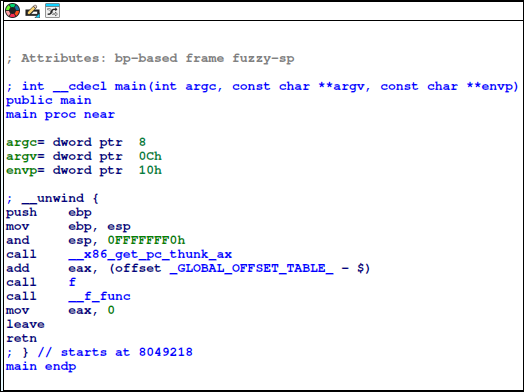 ; Attributes: bp-based frame fuzzy-sp
; int __cdecl main(int argc, const char **argv, const char **envp)
public main
main proc near
argc= dword ptr  8
argv= dword ptr  0Ch
envp= dword ptr  10h
; __unwind {
push    ebp
mov     ebp, esp
and     esp, 0FFFFFFF0h
call    __x86_get_pc_thunk_ax
add     eax, (offset _GLOBAL_OFFSET_TABLE_ - $)
call    f
call    __f_func
mov     eax, 0
leave
retn
; } // starts at 8049218
main endp